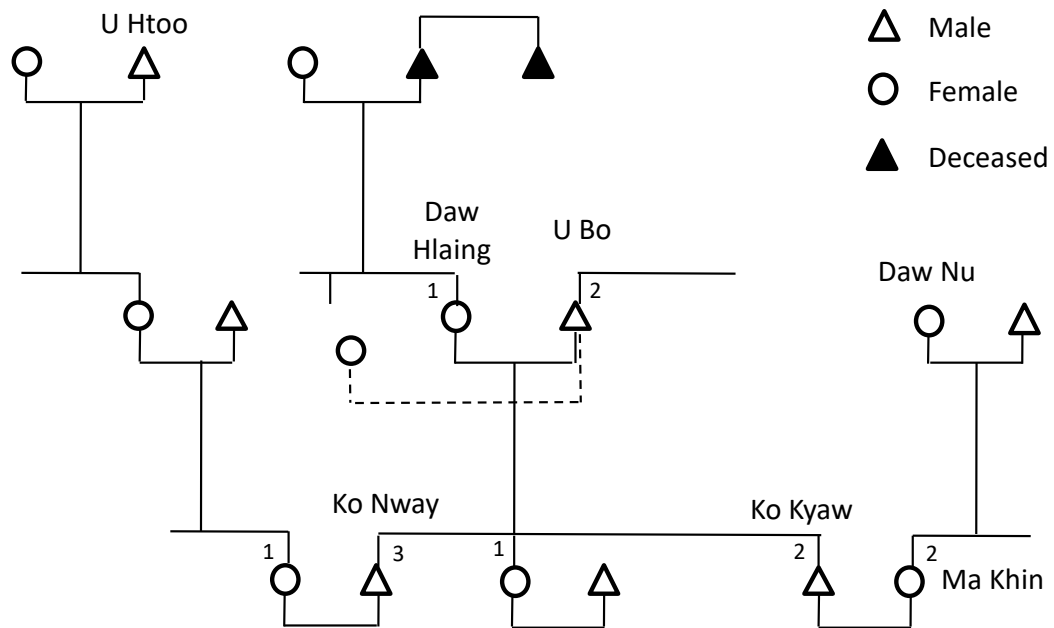 U Htoo
Male
Female
Deceased
Daw
Hlaing
U Bo
Daw Nu
1
2
Ko Nway
Ko Kyaw
1
3
1
2
2
Ma Khin